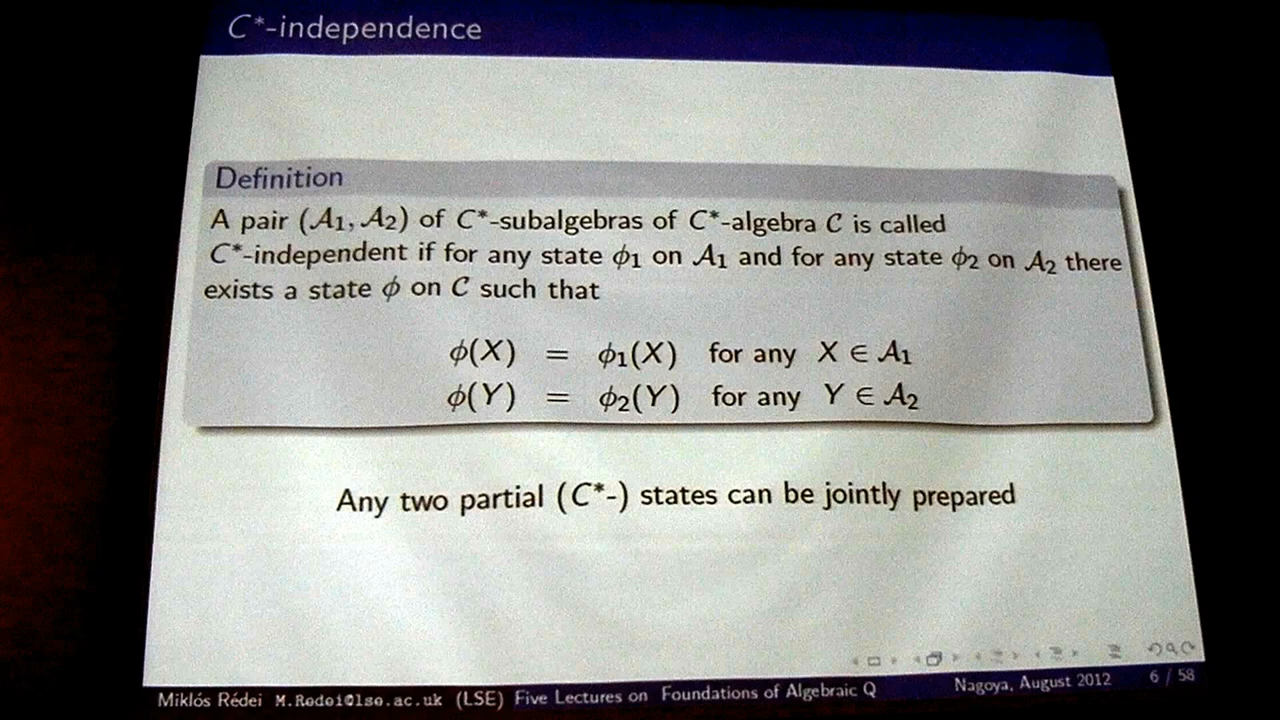 C*-independence
Definition
A pair (𝒜₁, 𝒜₂) of C*-subalgebras of C*-algebra 𝒞 is called
C*-independent if for any state ϕ₁ on 𝒜₁ and for any state ϕ₂ on 𝒜₂ there
exists a state ϕ on 𝒞 such that
ϕ(X) = ϕ₁(X) for any X ∈ 𝒜₁
ϕ(Y) = ϕ₂(Y) for any Y ∈ 𝒜₂
Any two partial (C*-) states can be jointly prepared
Miklós Rédei M.Redei@lse.ac.uk (LSE) Five Lectures on Foundations of Algebraic Q Nagoya, August 2012 6 / 58